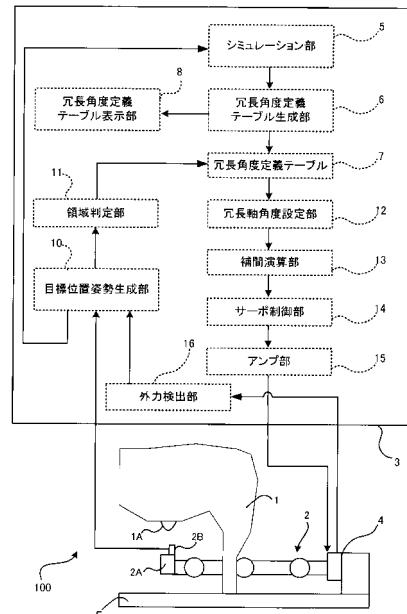 5
シミュレーション部
8
冗長角度定義
テーブル表示部
冗長角度定義
テーブル生成部
6
冗長角度定義テーブル
7
11
領域判定部
冗長軸角度設定部
12
10
補間演算部
13
目標位置姿勢生成部
サーボ制御部
14
16
アンプ部
15
外力検出部
3
1
2
4
1A
2B
2A
100